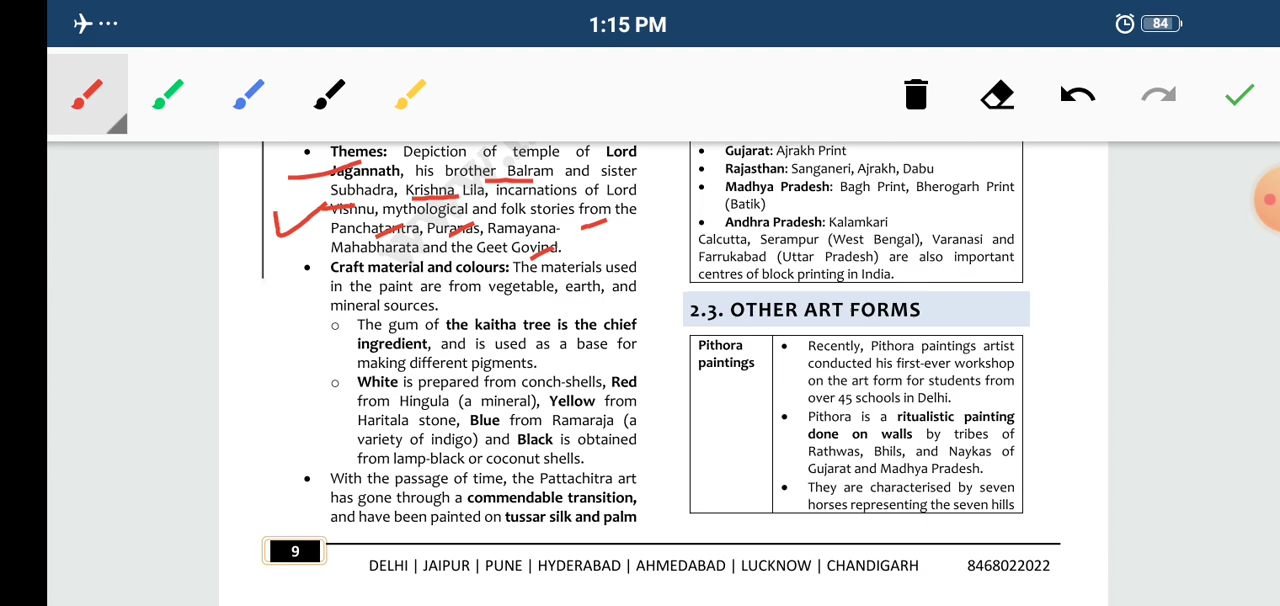 1:15 PM
84
• Themes: Depiction of temple of Lord
Jagannath, his brother Balram and sister
Subhadra, Krishna Lila, incarnations of Lord
Vishnu, mythological and folk stories from the
Panchatantra, Puranas, Ramayana-
Mahabharata and the Geet Govind.
• Craft material and colours: The materials used
in the paint are from vegetable, earth, and
mineral sources.
o The gum of the kaitha tree is the chief
ingredient, and is used as a base for
making different pigments.
o White is prepared from conch-shells, Red
from Hingula (a mineral), Yellow from
Haritala stone, Blue from Ramaraja (a
variety of indigo) and Black is obtained
from lamp-black or coconut shells.
• With the passage of time, the Pattachitra art
has gone through a commendable transition,
and have been painted on tussar silk and palm
• Gujarat: Ajrakh Print
• Rajasthan: Sanganeri, Ajrakh, Dabu
• Madhya Pradesh: Bagh Print, Bherogarh Print
(Batik)
• Andhra Pradesh: Kalamkari
Calcutta, Serampur (West Bengal), Varanasi and
Farrukabad (Uttar Pradesh) are also important
centres of block printing in India.
2.3. OTHER ART FORMS
Pithora
paintings
• Recently, Pithora paintings artist
conducted his first-ever workshop
on the art form for students from
over 45 schools in Delhi.
• Pithora is a ritualistic painting
done on walls by tribes of
Rathwas, Bhils, and Naykas of
Gujarat and Madhya Pradesh.
• They are characterised by seven
horses representing the seven hills
9
DELHI | JAIPUR | PUNE | HYDERABAD | AHMEDABAD | LUCKNOW | CHANDIGARH 8468022022